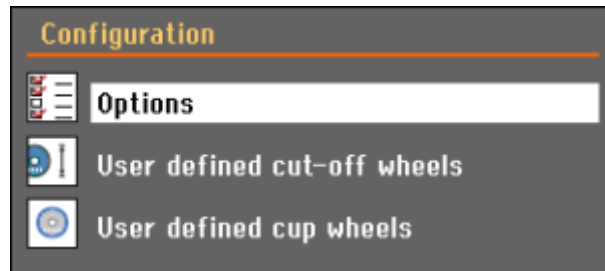 Configuration
Options
User defined cut-off wheels
User defined cup wheels